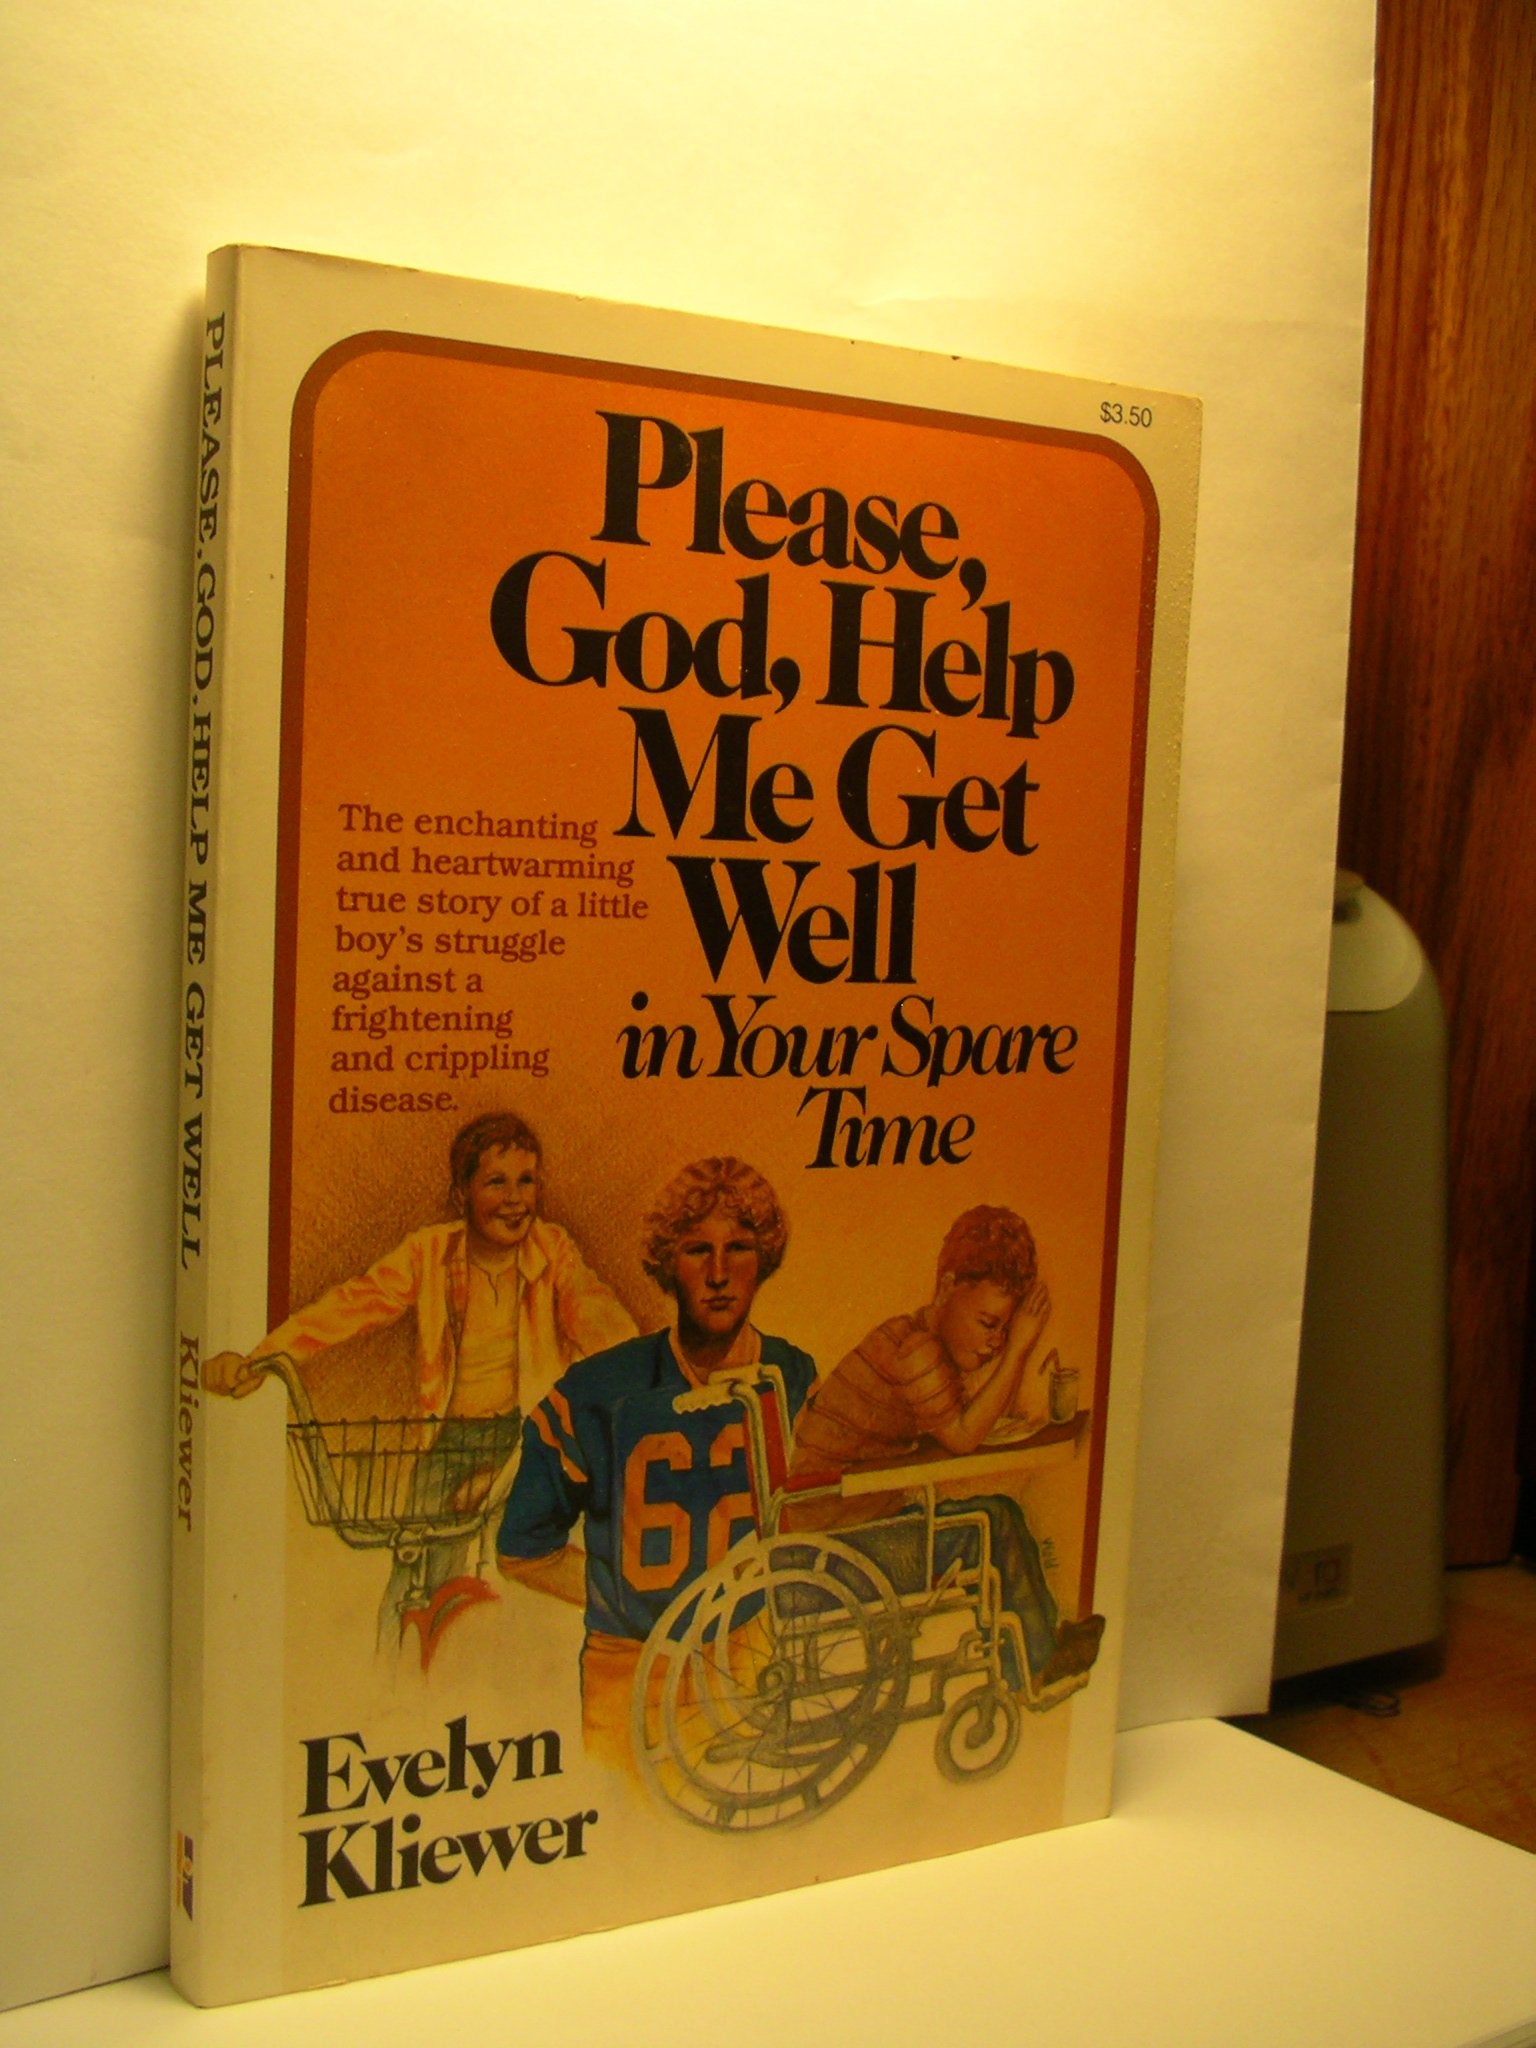 PLEASE, GOD, HELP ME GET WELL Kliewer
$3.50
Please,
God, Help
Me Get
Well
in Your Spare
Time
The enchanting
and heartwarming
true story of a little
boy's struggle
against a
frightening
and crippling
disease.
62
Evelyn
Kliewer